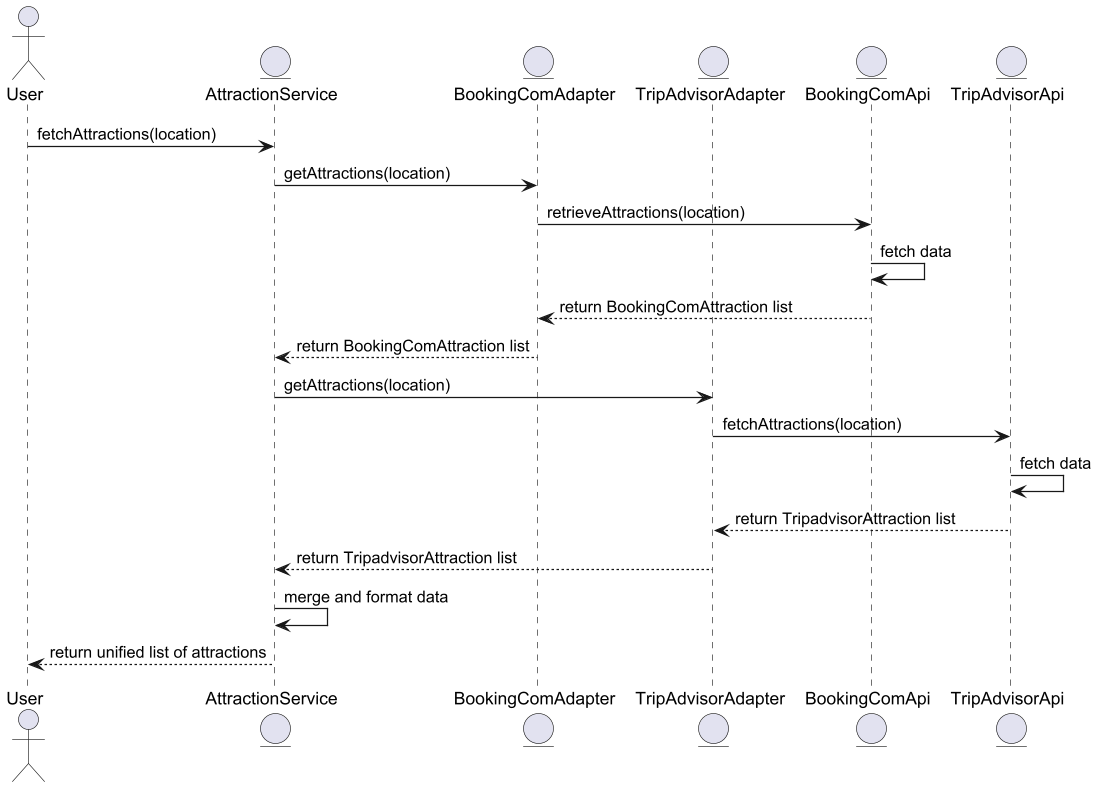 User
AttractionService
BookingComAdapter
TripAdvisorAdapter
BookingComApi
TripAdvisorApi
fetchAttractions(location)
getAttractions(location)
retrieveAttractions(location)
fetch data
return BookingComAttraction list
return BookingComAttraction list
getAttractions(location)
fetchAttractions(location)
fetch data
return TripadvisorAttraction list
return TripadvisorAttraction list
merge and format data
return unified list of attractions
User
AttractionService
BookingComAdapter
TripAdvisorAdapter
BookingComApi
TripAdvisorApi